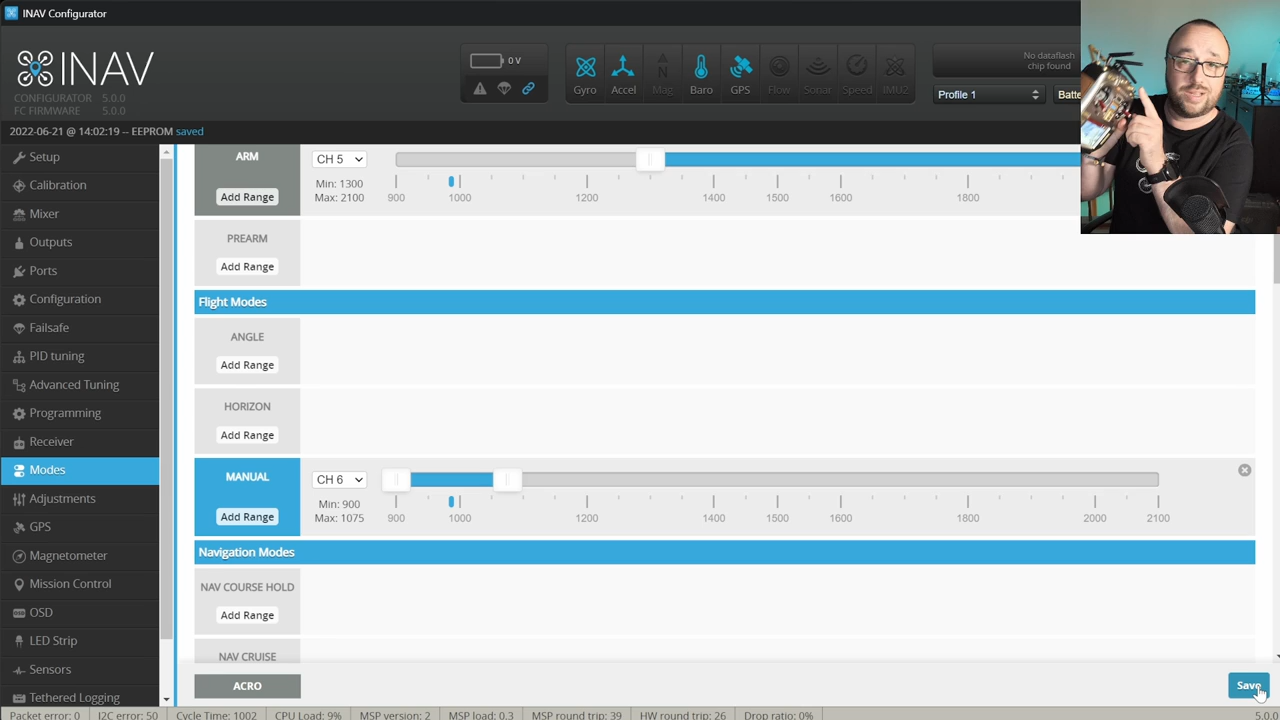 INAV Configurator
INAV
CONFIGURATOR 5.0.0
FC FIRMWARE 5.0.0
0 V
Gyro Accel Mag Baro GPS Flow Sonar Speed IMU2
No dataflash
chip found
Profile 1
Batte
2022-06-21 @ 14:02:19 -- EEPROM saved
Setup
Calibration
Mixer
Outputs
Ports
Configuration
Failsafe
PID tuning
Advanced Tuning
Programming
Receiver
Modes
Adjustments
GPS
Magnetometer
Mission Control
OSD
LED Strip
Sensors
Tethered Logging
ARM
Add Range
CH 5
Min: 1300
Max: 2100
900 1000 1200 1400 1500 1600 1800
PREARM
Add Range
Flight Modes
ANGLE
Add Range
HORIZON
Add Range
MANUAL
Add Range
CH 6
Min: 900
Max: 1075
900 1000 1200 1400 1500 1600 1800 2000 2100
Navigation Modes
NAV COURSE HOLD
Add Range
NAV CRUISE
ACRO
Save
Packet error: 0 I2C error: 50 Cycle Time: 1002 CPU Load: 9% MSP version: 2 MSP load: 0.3 MSP round trip: 39 HW round trip: 26 Drop ratio: 0% 5.0.0